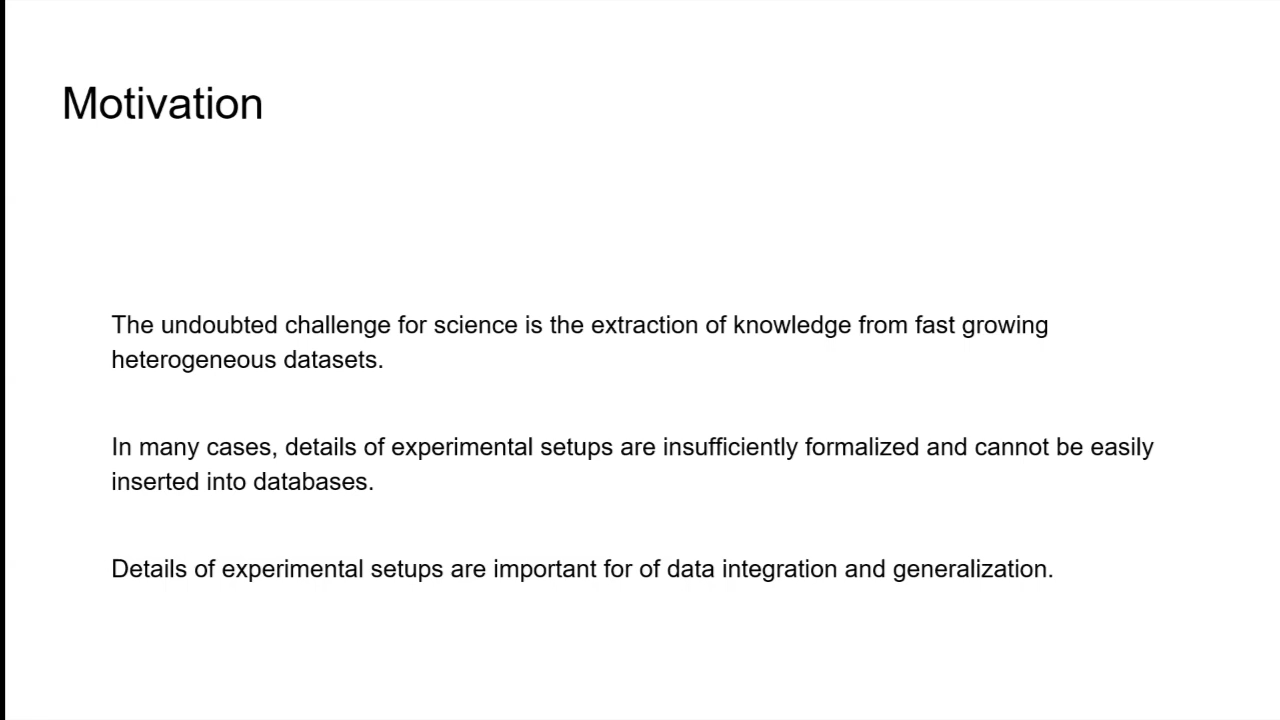 Motivation
The undoubted challenge for science is the extraction of knowledge from fast growing
heterogeneous datasets.
In many cases, details of experimental setups are insufficiently formalized and cannot be easily
inserted into databases.
Details of experimental setups are important for of data integration and generalization.